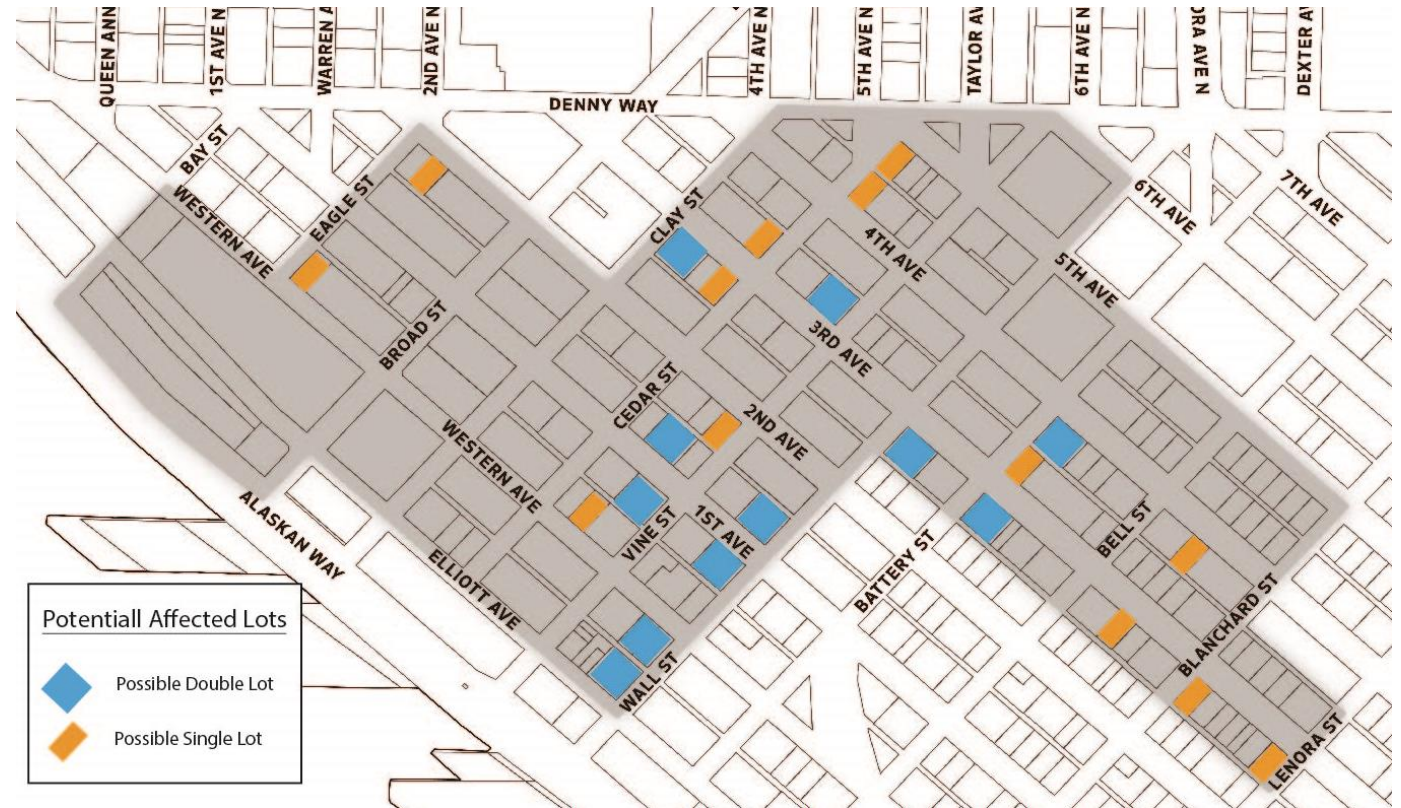 QUEEN ANN
1ST AVE N
WARREN A
2ND AVE N
4TH AVE N
5TH AVE N
TAYLOR AV
6TH AVE N
ORA AVE N
DEXTER AV
DENNY WAY
BAY ST
WESTERN AVE
EAGLE ST
CLAY ST
6TH AVE
7TH AVE
4TH AVE
5TH AVE
BROAD ST
3RD AVE
CEDAR ST
2ND AVE
WESTERN AVE
1ST AVE
VINE ST
ALASKAN WAY
ELLIOTT AVE
BATTERY ST
BELL ST
WALL ST
BLANCHARD ST
LENORA ST
Potentiall Affected Lots
Possible Double Lot
Possible Single Lot